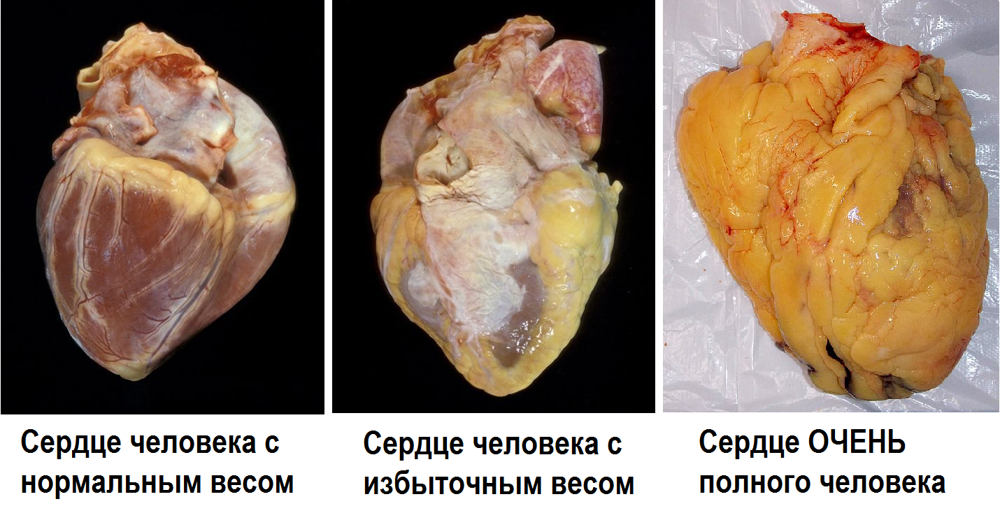 Сердце человека с
нормальным весом
Сердце человека с
избыточным весом
Сердце ОЧЕНЬ
полного человека